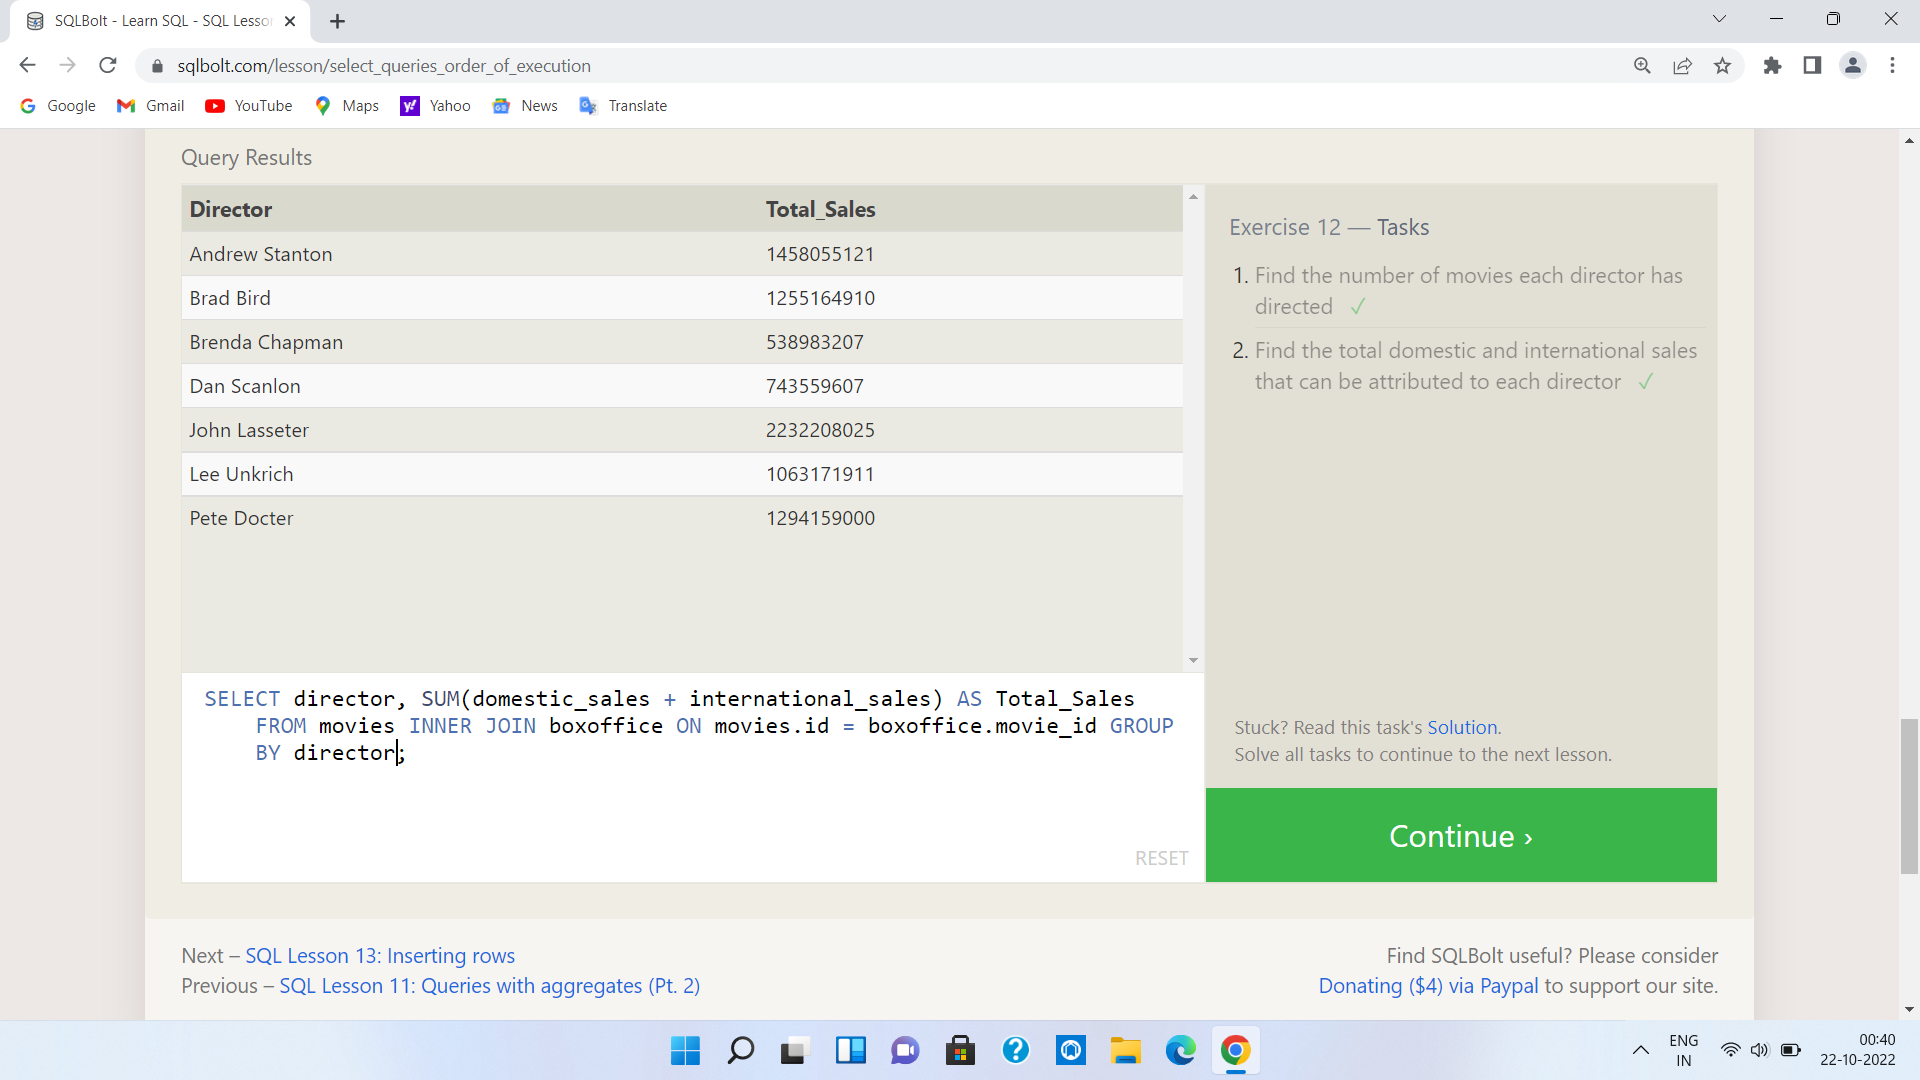 SQLBolt - Learn SQL - SQL Lesso
sqlbolt.com/lesson/select_queries_order_of_execution
Google Gmail YouTube Maps Yahoo News Translate
Query Results
Director Total_Sales
Andrew Stanton 1458055121
Brad Bird 1255164910
Brenda Chapman 538983207
Dan Scanlon 743559607
John Lasseter 2232208025
Lee Unkrich 1063171911
Pete Docter 1294159000
SELECT director, SUM(domestic_sales + international_sales) AS Total_Sales
FROM movies INNER JOIN boxoffice ON movies.id = boxoffice.movie_id GROUP
BY director;
RESET
Exercise 12 — Tasks
1. Find the number of movies each director has
directed ✓
2. Find the total domestic and international sales
that can be attributed to each director ✓
Stuck? Read this task's Solution.
Solve all tasks to continue to the next lesson.
Continue ›
Next – SQL Lesson 13: Inserting rows
Previous – SQL Lesson 11: Queries with aggregates (Pt. 2)
Find SQLBolt useful? Please consider
Donating ($4) via Paypal to support our site.
ENG
IN
00:40
22-10-2022